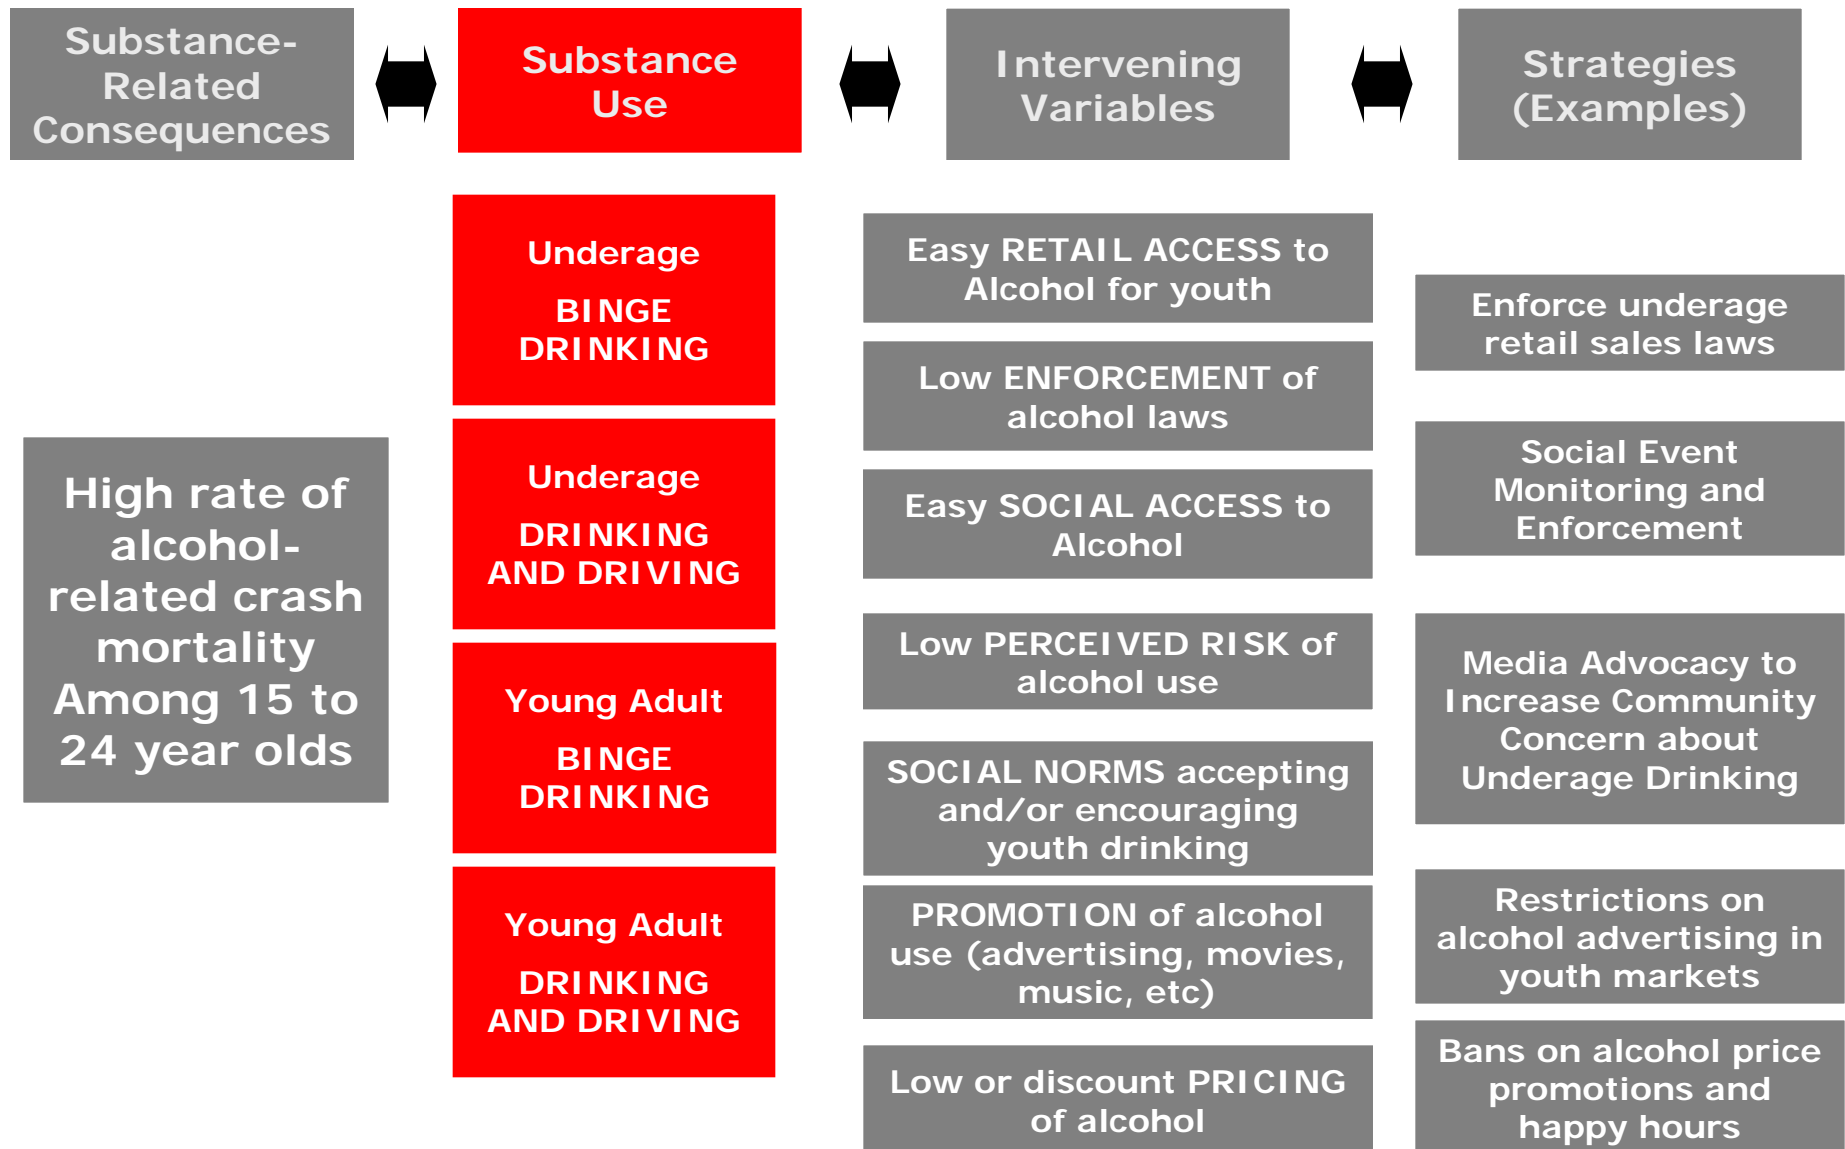 Substance-
Related
Consequences
Substance
Use
Intervening
Variables
Strategies
(Examples)
High rate of
alcohol-
related crash
mortality
Among 15 to
24 year olds
Underage
BINGE
DRINKING
Underage
DRINKING
AND DRIVING
Young Adult
BINGE
DRINKING
Young Adult
DRINKING
AND DRIVING
Easy RETAIL ACCESS to
Alcohol for youth
Low ENFORCEMENT of
alcohol laws
Easy SOCIAL ACCESS to
Alcohol
Low PERCEIVED RISK of
alcohol use
SOCIAL NORMS accepting
and/or encouraging
youth drinking
PROMOTION of alcohol
use (advertising, movies,
music, etc)
Low or discount PRICING
of alcohol
Enforce underage
retail sales laws
Social Event
Monitoring and
Enforcement
Media Advocacy to
Increase Community
Concern about
Underage Drinking
Restrictions on
alcohol advertising in
youth markets
Bans on alcohol price
promotions and
happy hours